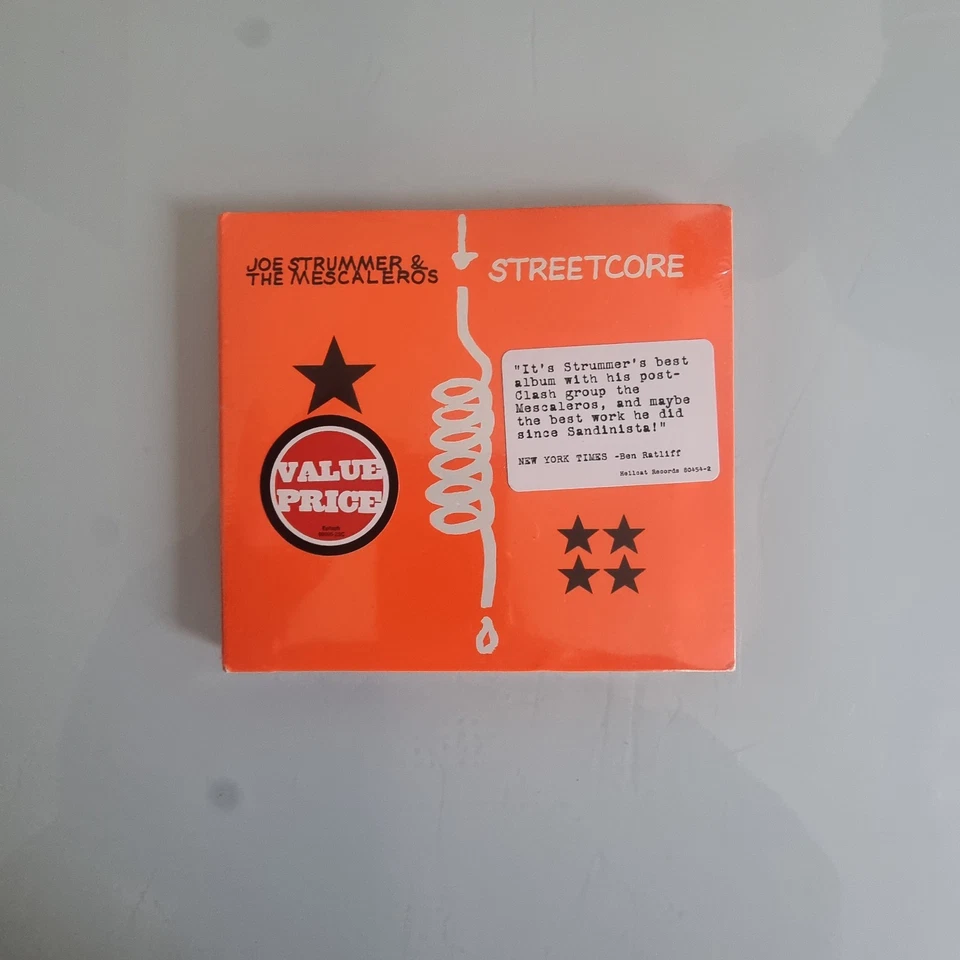 JOE STRUMMER &
THE MESCALEROS
STREETCORE
"It's Strummer's best
album with his post-
Clash group the
Mescaleros, and maybe
the best work he did
since Sandinista!"
NEW YORK TIMES -Ben Ratliff
Hellcat Records 80454-2
VALUE
PRICE